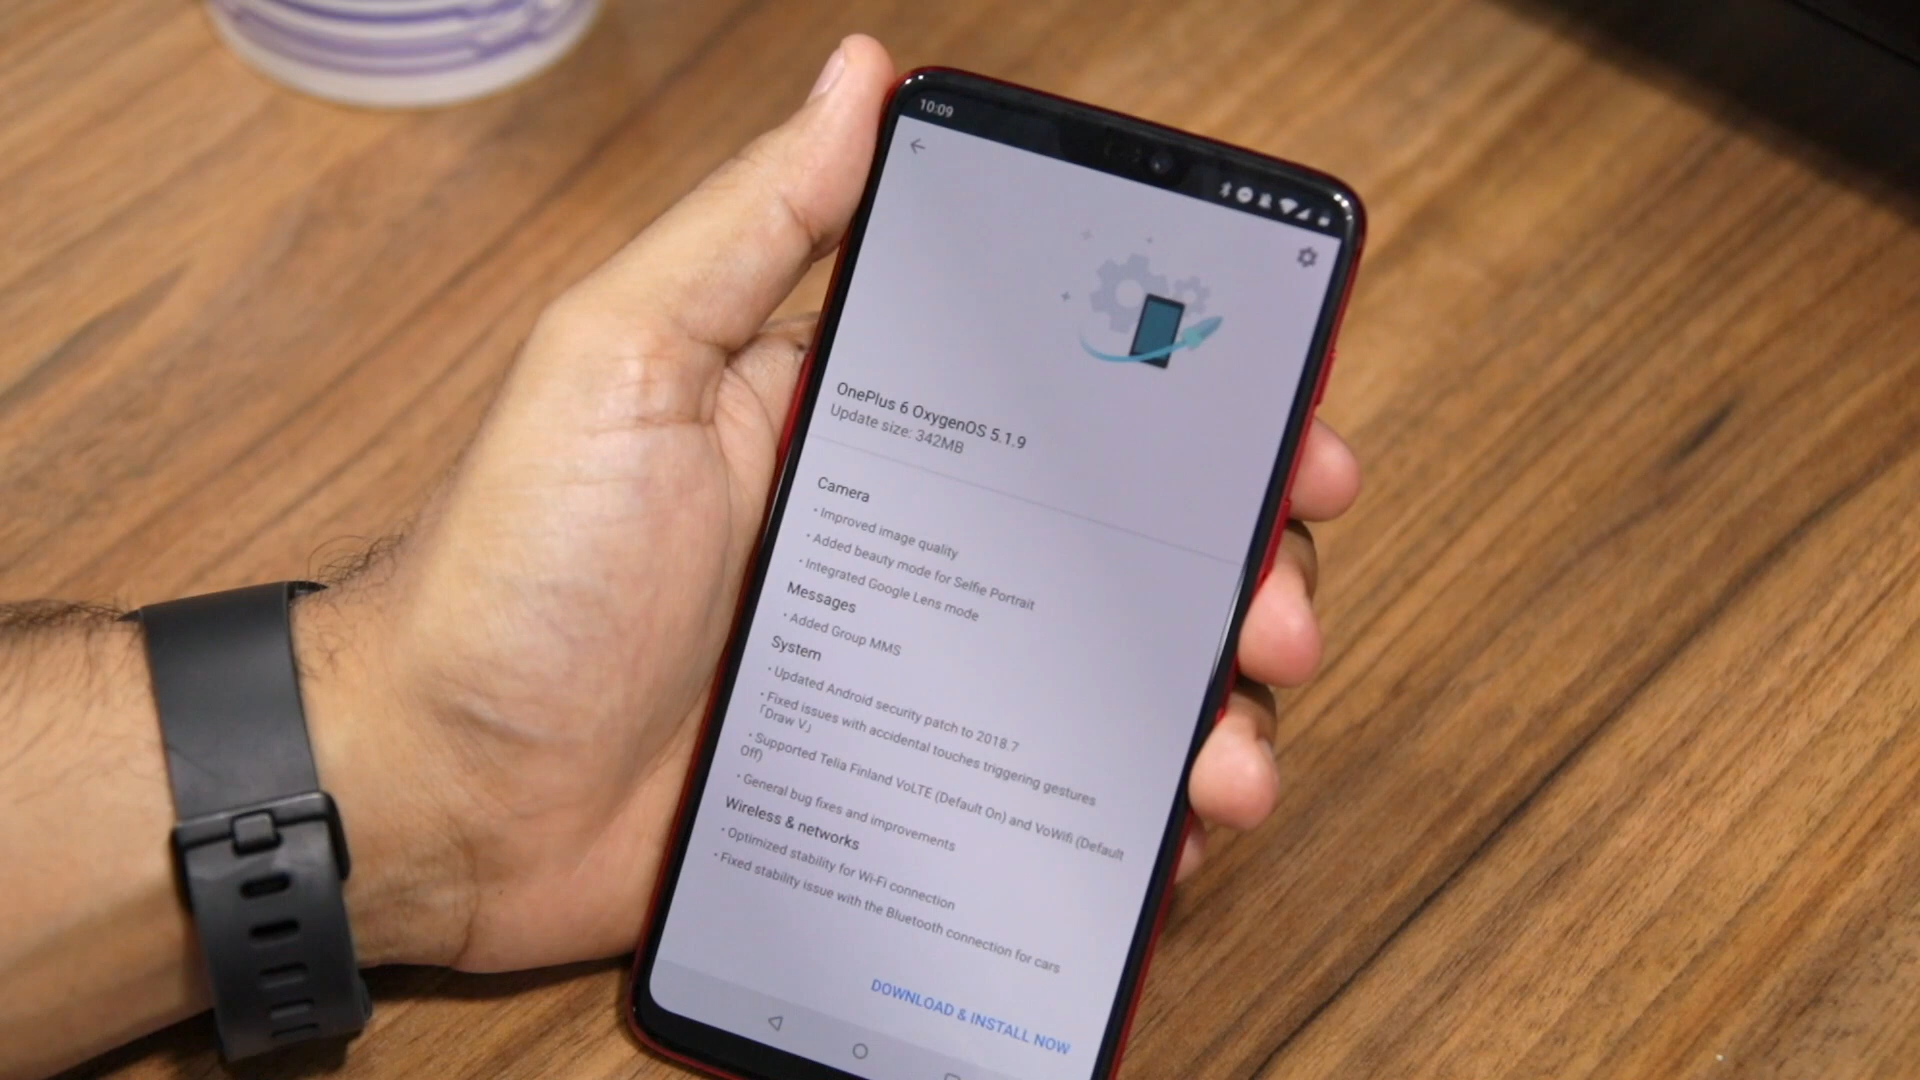 10:09
OnePlus 6 OxygenOS 5.1.9
Update size: 342MB
Camera
• Improved image quality
• Added beauty mode for Selfie Portrait
• Integrated Google Lens mode
Messages
• Added Group MMS
System
• Updated Android security patch to 2018.7
• Fixed issues with accidental touches triggering gestures
「Draw V」
• Supported Telia Finland VoLTE (Default On) and VoWifi (Default
Off)
• General bug fixes and improvements
Wireless & networks
• Optimized stability for Wi-Fi connection
• Fixed stability issue with the Bluetooth connection for cars
DOWNLOAD & INSTALL NOW